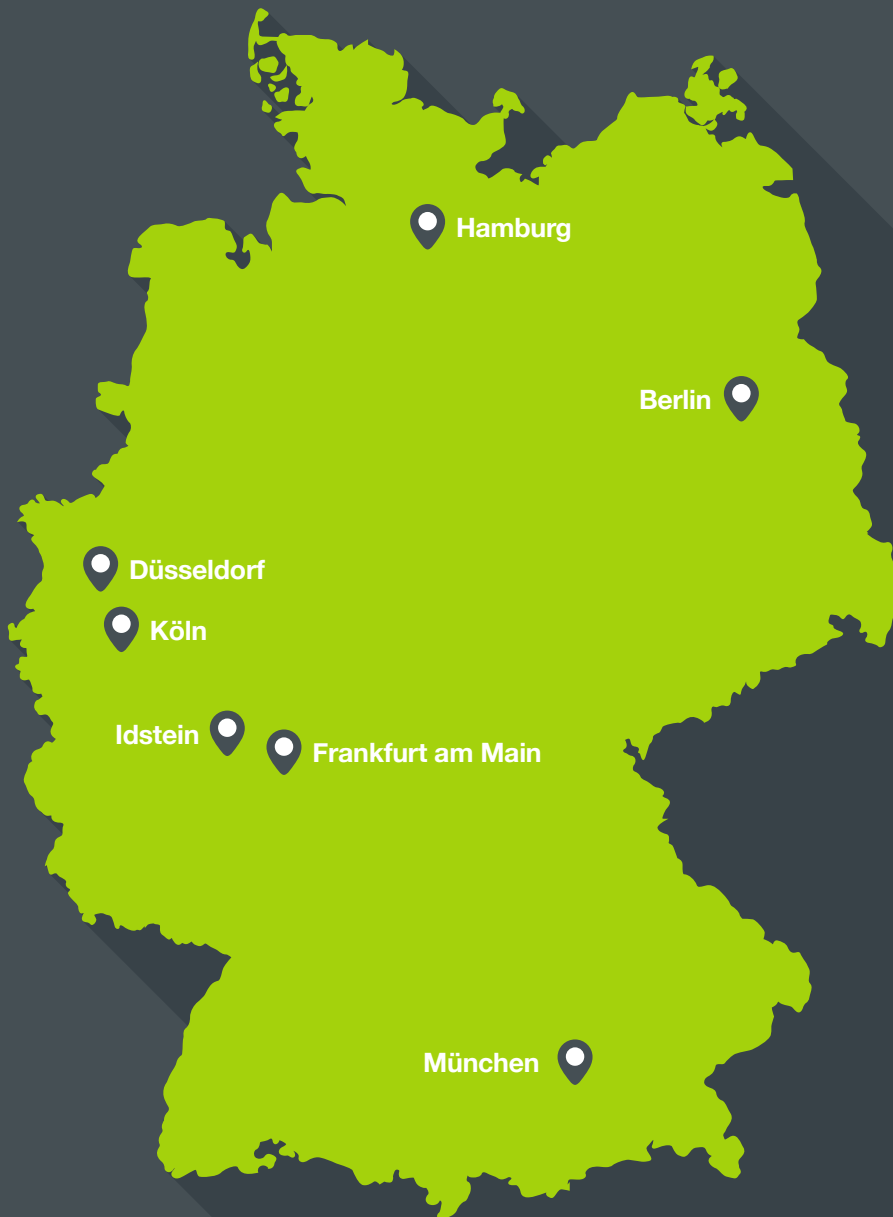 Hamburg
Berlin
Düsseldorf
Köln
Idstein
Frankfurt am Main
München